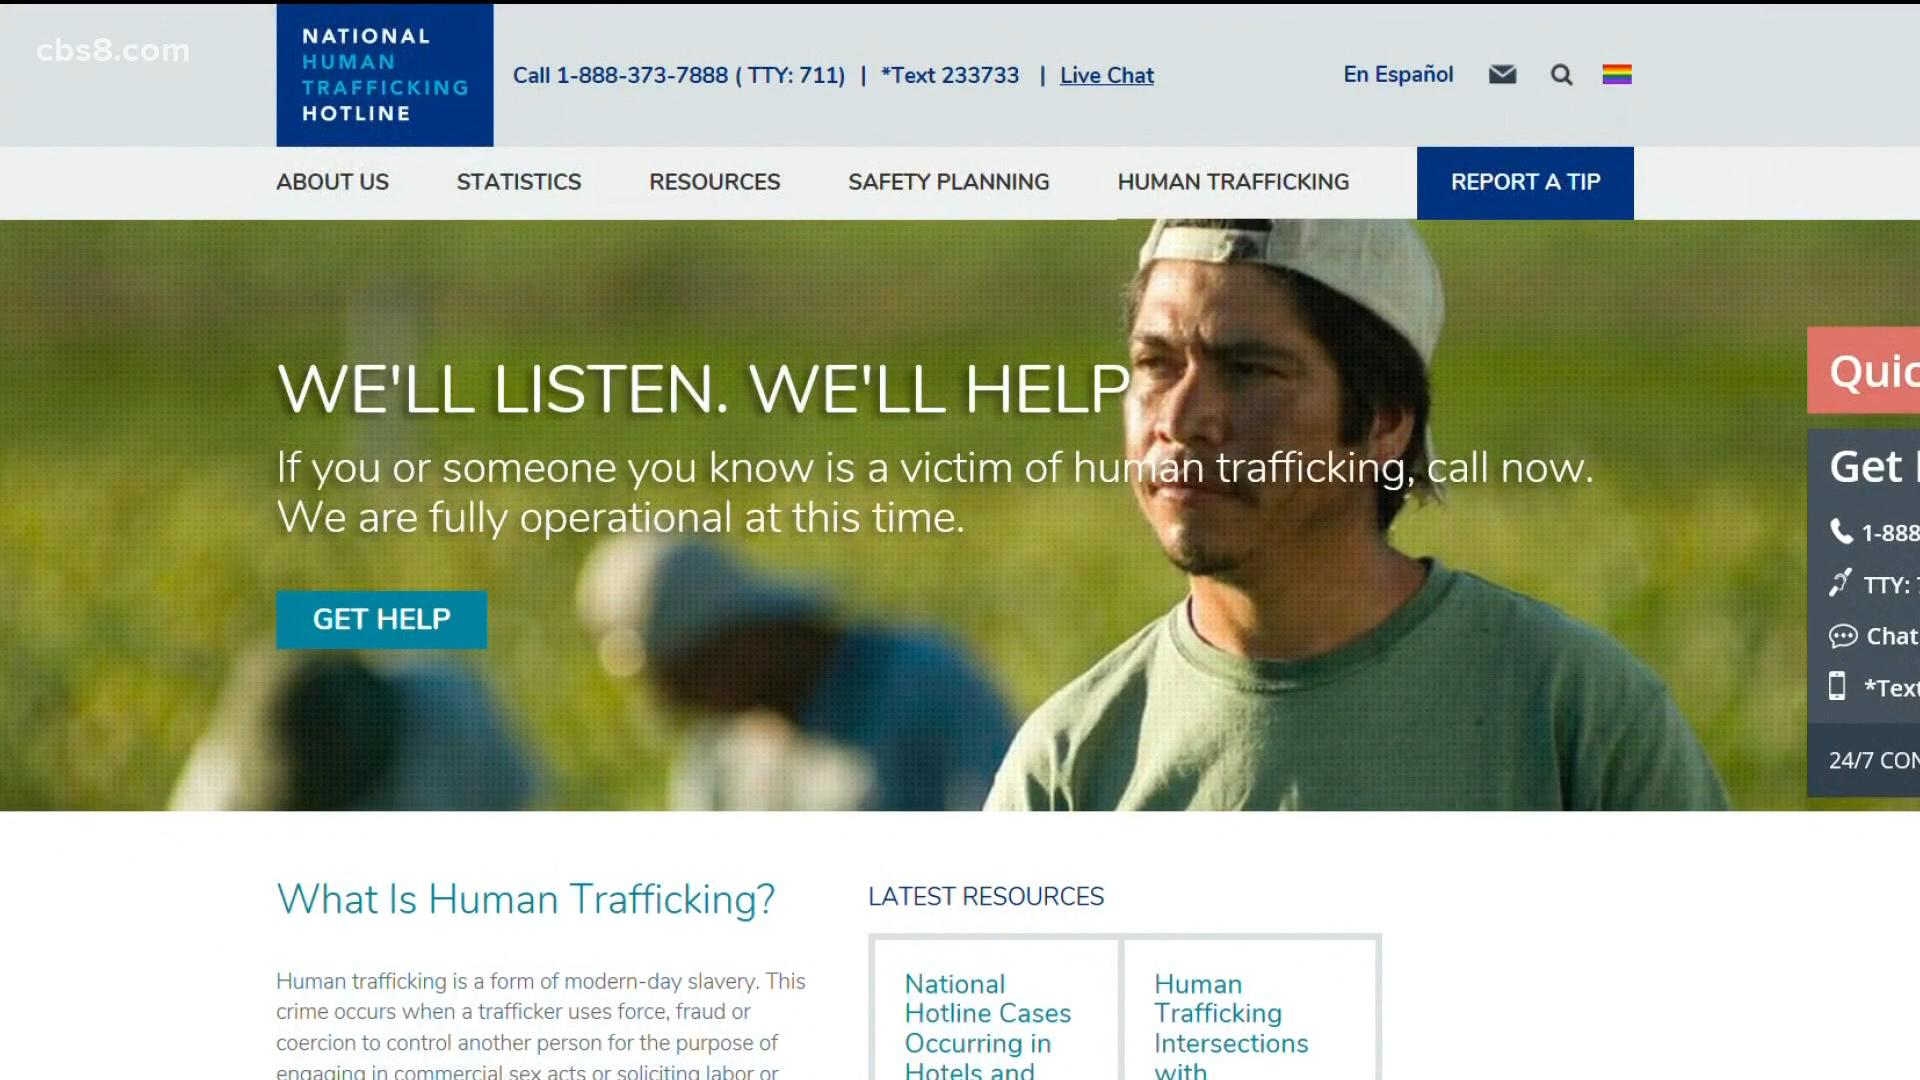 cbs8.com
NATIONAL
HUMAN
TRAFFICKING
HOTLINE
Call 1-888-373-7888 ( TTY: 711) | *Text 233733 | Live Chat
En Español
ABOUT US
STATISTICS
RESOURCES
SAFETY PLANNING
HUMAN TRAFFICKING
REPORT A TIP
WE'LL LISTEN. WE'LL HELP
If you or someone you know is a victim of human trafficking, call now.
We are fully operational at this time.
GET HELP
Quic
Get
1-888
TTY:
Chat
*Text
24/7 CON
What Is Human Trafficking?
Human trafficking is a form of modern-day slavery. This
crime occurs when a trafficker uses force, fraud or
coercion to control another person for the purpose of
engaging in commercial sex acts or soliciting labor or
LATEST RESOURCES
National
Hotline Cases
Occurring in
Hotels and
Human
Trafficking
Intersections
with